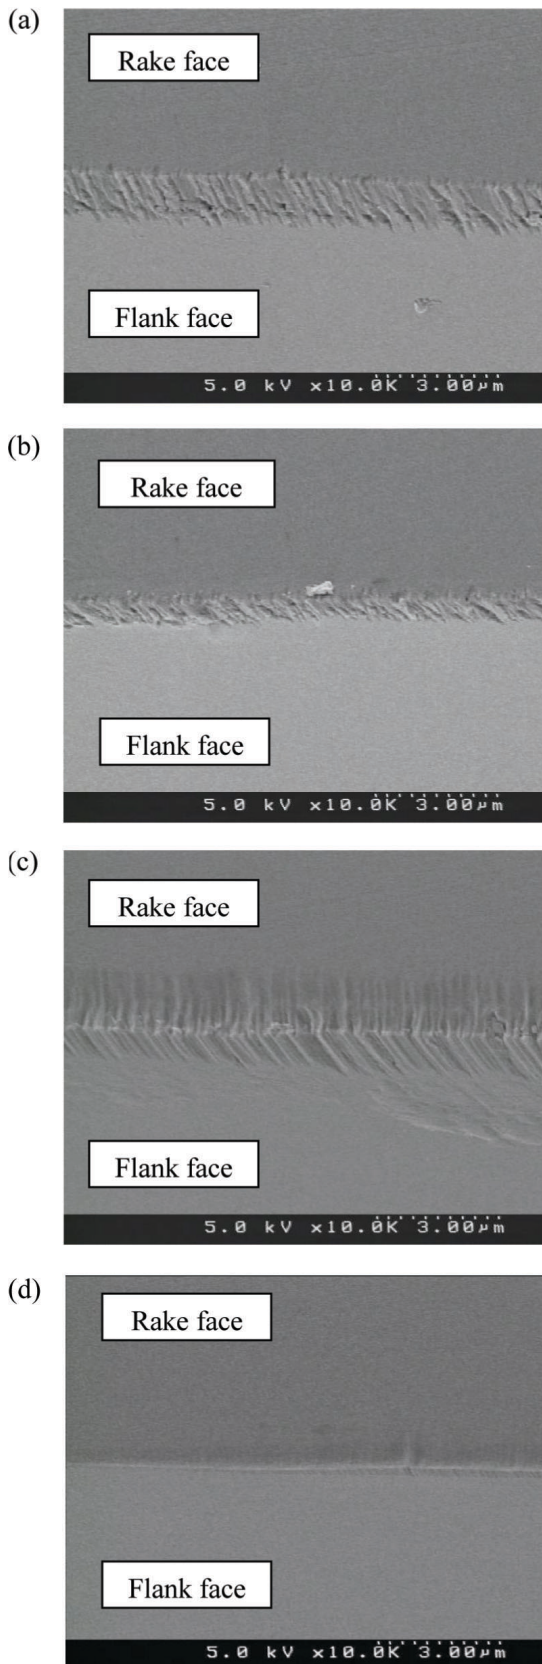 (a)
Rake face
Flank face
5.0 kV x10.0K 3.00µm
(b)
Rake face
Flank face
5.0 kV x10.0K 3.00µm
(c)
Rake face
Flank face
5.0 kV x10.0K 3.00µm
(d)
Rake face
Flank face
5.0 kV x10.0K 3.00µm